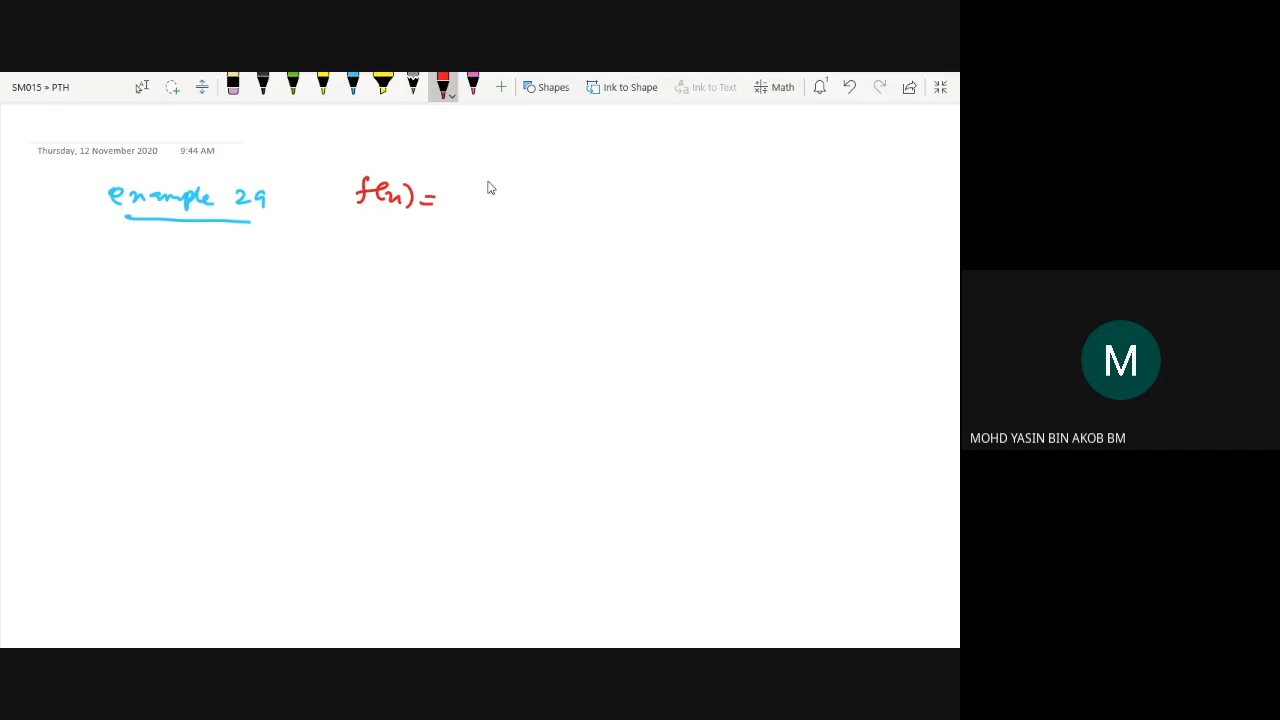 SM015 » PTH
Shapes
Ink to Shape
Ink to Text
Math
1
Thursday, 12 November 2020 9:44 AM
example 29 f(x) =
M
MOHD YASIN BIN AKOB BM